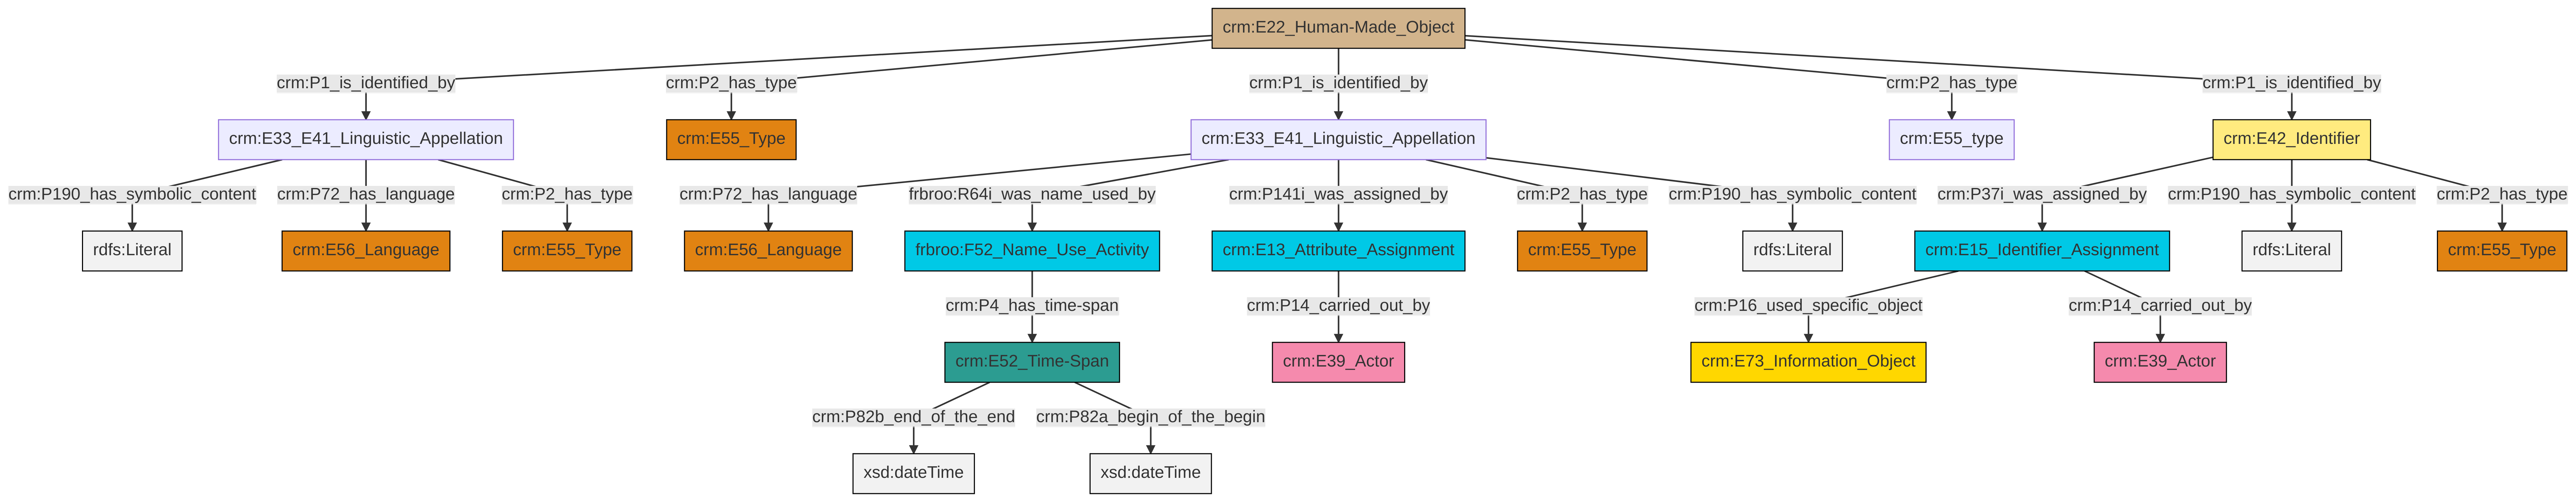 crm:E22_Human-Made_Object
crm:P1_is_identified_by
crm:P2_has_type
crm:P1_is_identified_by
crm:P2_has_type
crm:P1_is_identified_by
crm:E33_E41_Linguistic_Appellation
crm:E55_Type
crm:E33_E41_Linguistic_Appellation
crm:E55_type
crm:E42_Identifier
crm:P190_has_symbolic_content
crm:P72_has_language
crm:P2_has_type
crm:P72_has_language
frbroo:R64i_was_name_used_by
crm:P141i_was_assigned_by
crm:P2_has_type
crm:P190_has_symbolic_content
crm:P37i_was_assigned_by
crm:P190_has_symbolic_content
crm:P2_has_type
rdfs:Literal
crm:E56_Language
crm:E55_Type
crm:E56_Language
frbroo:F52_Name_Use_Activity
crm:E13_Attribute_Assignment
crm:E55_Type
rdfs:Literal
crm:E15_Identifier_Assignment
rdfs:Literal
crm:E55_Type
crm:P4_has_time-span
crm:P14_carried_out_by
crm:P16_used_specific_object
crm:P14_carried_out_by
crm:E52_Time-Span
crm:E39_Actor
crm:E73_Information_Object
crm:E39_Actor
crm:P82b_end_of_the_end
crm:P82a_begin_of_the_begin
xsd:dateTime
xsd:dateTime